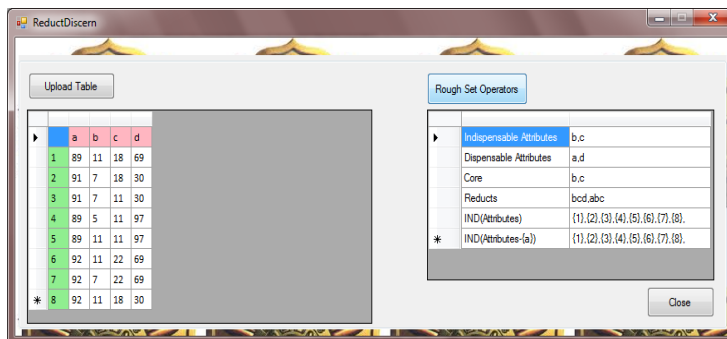 ReductDiscern
Upload Table
Rough Set Operators
a b c d
1 89 11 18 69
2 91 7 18 30
3 91 7 11 30
4 89 5 11 97
5 89 11 11 97
6 92 11 22 69
7 92 7 22 69
8 92 11 18 30
Indispensable Attributes b,c
Dispensable Attributes a,d
Core b,c
Reducts bcd,abc
IND(Attributes) {1},{2},{3},{4},{5},{6},{7},{8},
IND(Attributes-{a}) {1},{2},{3},{4},{5},{6},{7},{8},
Close